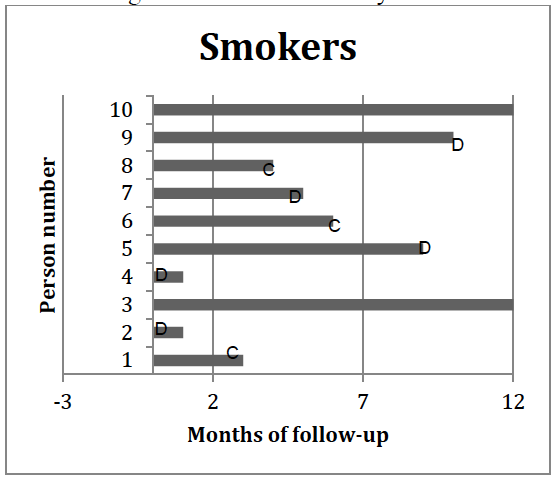 Smokers
Person number
10
9
D
8
C
7
D
6
C
5
D
4
D
3
2
D
1
C
-3 2 7 12
Months of follow-up